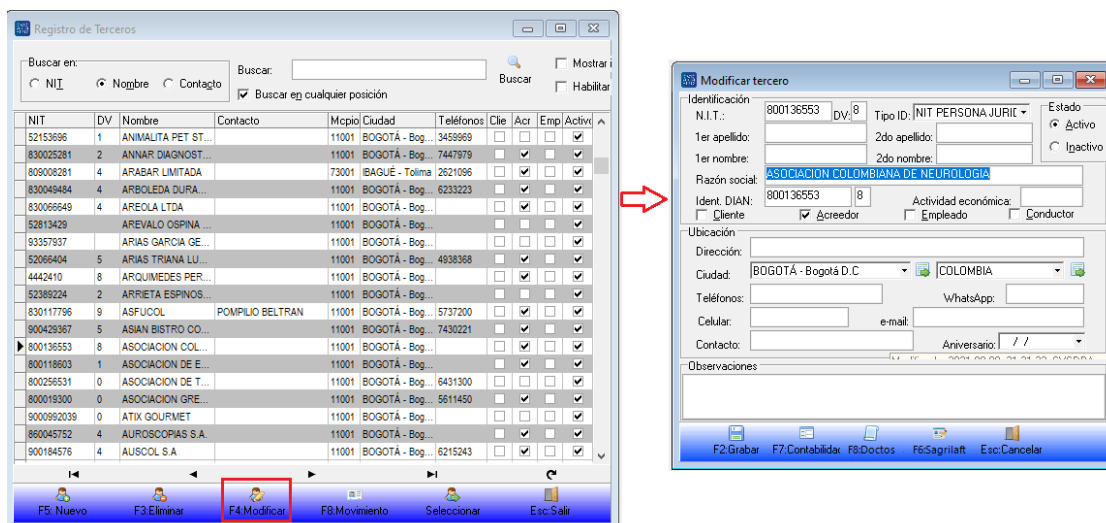 Registro de Terceros
Buscar en:
NIT Nombre Contacto
Buscar:
Buscar en cualquier posición
Buscar
Mostrar i
Habilitar
NIT DV Nombre Contacto Mcpio Ciudad Teléfonos Clie Acr Emp Activo
52153696 1 ANIMALITA PET ST... 11001 BOGOTÁ - Bog... 3459969
830025281 2 ANNAR DIAGNOST... 11001 BOGOTÁ - Bog... 7447979
809008281 4 ARABAR LIMITADA 73001 IBAGUÉ - Tolima 2621096
830049484 4 ARBOLEDA DURA... 11001 BOGOTÁ - Bog... 6233223
830066649 4 AREOLA LTDA 11001 BOGOTÁ - Bog...
52813429 AREVALO OSPINA ... 11001 BOGOTÁ - Bog...
93357937 ARIAS GARCIA GE... 11001 BOGOTÁ - Bog...
52066404 5 ARIAS TRIANA LU... 11001 BOGOTÁ - Bog... 4938368
4442410 8 ARQUIMEDES PER... 11001 BOGOTÁ - Bog...
52389224 2 ARRIETA ESPINOS... 11001 BOGOTÁ - Bog...
830117796 9 ASFUCOL POMPILIO BELTRAN 11001 BOGOTÁ - Bog... 5737200
900429367 5 ASIAN BISTRO CO... 11001 BOGOTÁ - Bog... 7430221
800136553 8 ASOCIACION COL... 11001 BOGOTÁ - Bog...
800118603 1 ASOCIACION DE E... 11001 BOGOTÁ - Bog...
800256531 0 ASOCIACION DE T... 11001 BOGOTÁ - Bog... 6431300
800019300 0 ASOCIACION GRE... 11001 BOGOTÁ - Bog... 5611450
9000992039 0 ATIX GOURMET 11001 BOGOTÁ - Bog...
860045752 4 AUROSCOPIAS S.A. 11001 BOGOTÁ - Bog...
900184576 4 AUSCOL S.A 11001 BOGOTÁ - Bog... 6215243
F5: Nuevo F3:Eliminar F4:Modificar F8:Movimiento Seleccionar Esc:Salir
Modificar tercero
Identificación
N.I.T.: 800136553 DV: 8 Tipo ID: NIT PERSONA JURIC
Estado
Activo
Inactivo
1er apellido: 2do apellido:
1er nombre: 2do nombre:
Razón social: ASOCIACION COLOMBIANA DE NEUROLOGIA
Ident. DIAN: 800136553 8 Actividad económica:
Cliente Acreedor Empleado Conductor
Ubicación
Dirección:
Ciudad: BOGOTÁ - Bogotá D.C COLOMBIA
Teléfonos: WhatsApp:
Celular: e-mail:
Contacto: Aniversario: / /
Observaciones
F2:Grabar F7:Contabilidac F8:Doctos F6:Sagrilaft Esc:Cancelar